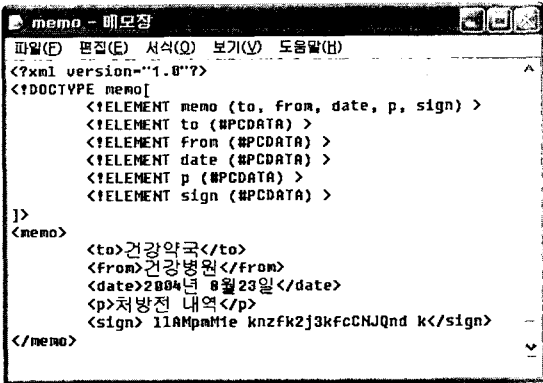 memo - 메모장
파일(F) 편집(E) 서식(O) 보기(V) 도움말(H)
<?xml version="1.0"?>
<!DOCTYPE memo[
<!ELEMENT memo (to, from, date, p, sign) >
<!ELEMENT to (#PCDATA) >
<!ELEMENT from (#PCDATA) >
<!ELEMENT date (#PCDATA) >
<!ELEMENT p (#PCDATA) >
<!ELEMENT sign (#PCDATA) >
]>
<memo>
<to>건강약국</to>
<from>건강병원</from>
<date>2004년 8월23일</date>
<p>처방전 내역</p>
<sign> llAMpmM1e knzfk2j3kfcCNJQnd k</sign>
</memo>